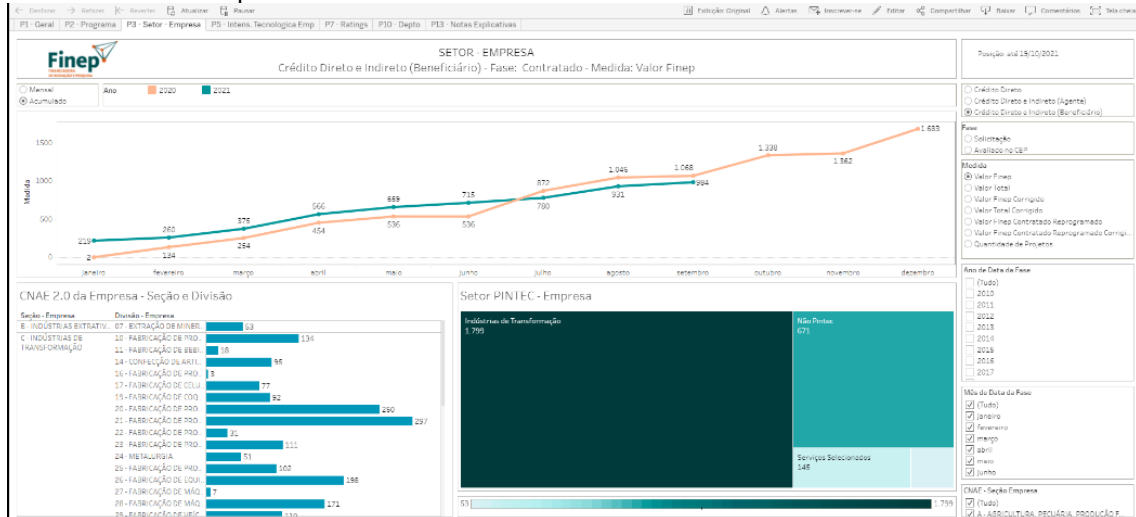 Desfazer Refazer Reverter Atualizar Pausar Exibição: Original Alertas Inscrever-se Editar Compartilhar Baixar Comentários Tela cheia
P1 - Geral P2 - Programa P3 - Setor - Empresa P5 - Intens. Tecnologica Emp P7 - Ratings P10 - Depto P13 - Notas Explicativas
Finep
SETOR - EMPRESA
Crédito Direto e Indireto (Beneficiário) - Fase: Contratado - Medida: Valor Finep
Posição: até 19/10/2021
Mensal
Acumulado
Ano 2020 2021
Crédito Direto
Crédito Direto e Indireto (Agente)
Crédito Direto e Indireto (Beneficiário)
Fase
Solicitação
Avaliado no CEP
Medida
Valor Finep
Valor Total
Valor Finep Corrigido
Valor Total Corrigido
Valor Finep Contratado Reprogramado
Valor Finep Contratado Reprogramado Corrigi...
Quantidade de Projetos
Medida
1500
1000
500
0
219 260 375 566 659 715 780 931 984
2 134 264 454 536 536 872 1.046 1.068 1.338 1.362 1.683
janeiro fevereiro março abril maio junho julho agosto setembro outubro novembro dezembro
Ano de Data da Fase
(Tudo)
2010
2011
2012
2013
2014
2015
2016
2017
Mês de Data da Fase
(Tudo)
janeiro
fevereiro
março
abril
maio
junho
CNAE - Seção Empresa
(Tudo)
A - AGRICULTURA, PECUÁRIA, PRODUÇÃO F...
CNAE 2.0 da Empresa - Seção e Divisão
Seção - Empresa Divisão - Empresa
B - INDÚSTRIAS EXTRATIV.. 07 - EXTRAÇÃO DE MINER.. 53
C - INDÚSTRIAS DE TRANSFORMAÇÃO
10 - FABRICAÇÃO DE PRO.. 134
11 - FABRICAÇÃO DE BEBI.. 18
14 - CONFECÇÃO DE ARTI.. 95
16 - FABRICAÇÃO DE PRO.. 3
17 - FABRICAÇÃO DE CELU.. 77
19 - FABRICAÇÃO DE COQ.. 92
20 - FABRICAÇÃO DE PRO..
21 - FABRICAÇÃO DE PRO.. 297
22 - FABRICAÇÃO DE PRO.. 31
23 - FABRICAÇÃO DE PRO.. 111
24 - METALURGIA 51
25 - FABRICAÇÃO DE PRO.. 102
26 - FABRICAÇÃO DE EQUI.. 198
27 - FABRICAÇÃO DE MÁQ.. 7
28 - FABRICAÇÃO DE MÁQ.. 171
Setor PINTEC - Empresa
Indústrias de Transformação
1.799
Não Pintec
671
Serviços Selecionados
53 1.799